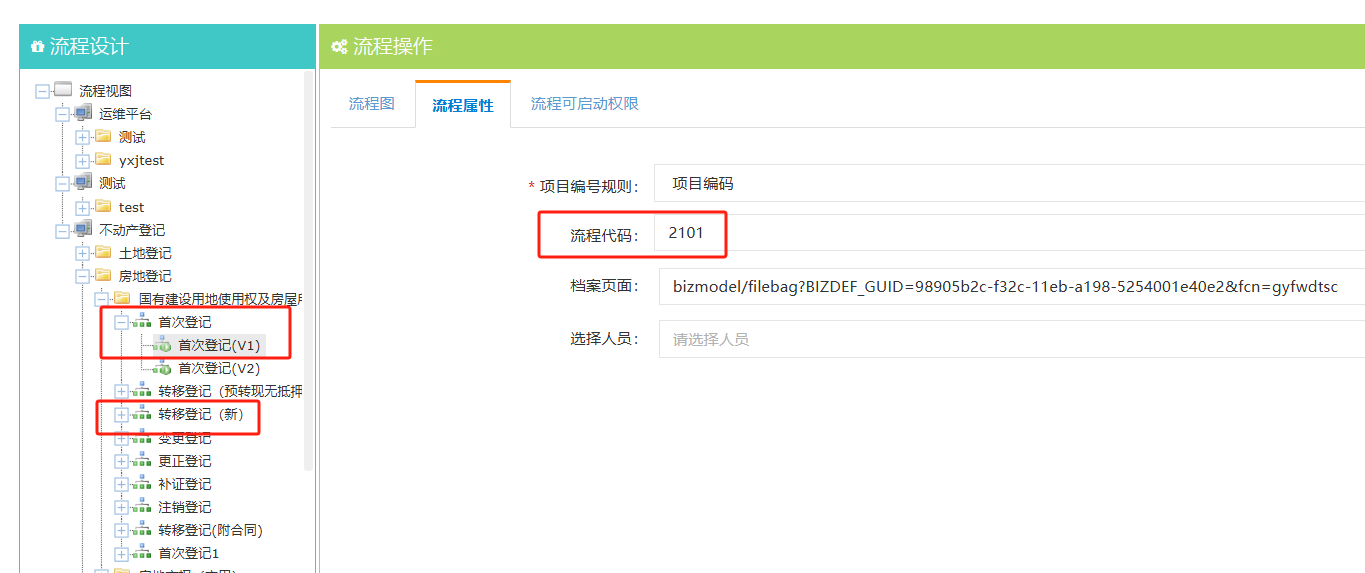 流程设计
流程操作
流程视图
运维平台
测试
yxjtest
测试
test
不动产登记
土地登记
房地登记
国有建设用地使用权及房屋
首次登记
首次登记(V1)
首次登记(V2)
转移登记（预转现无抵押
转移登记（新）
变更登记
更正登记
补证登记
注销登记
转移登记(附合同)
首次登记1
流程图
流程属性
流程可启动权限
* 项目编号规则：
项目编码
流程代码：
2101
档案页面：
bizmodel/filebag?BIZDEF_GUID=98905b2c-f32c-11eb-a198-5254001e40e2&fcn=gyfwdtsc
选择人员：
请选择人员